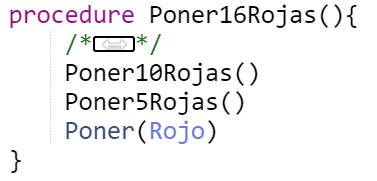 procedure Poner16Rojas(){
/**/
Poner10Rojas()
Poner5Rojas()
Poner(Rojo)
}